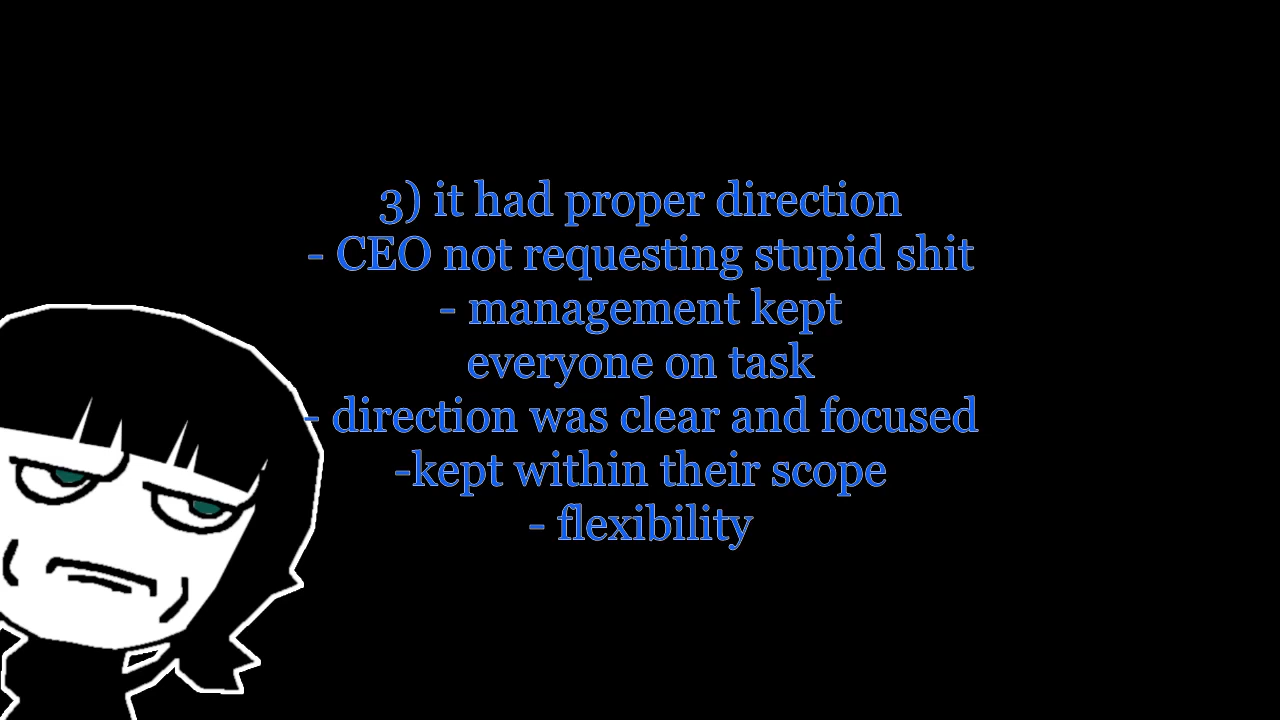 3) it had proper direction
- CEO not requesting stupid shit
- management kept
everyone on task
- direction was clear and focused
-kept within their scope
- flexibility